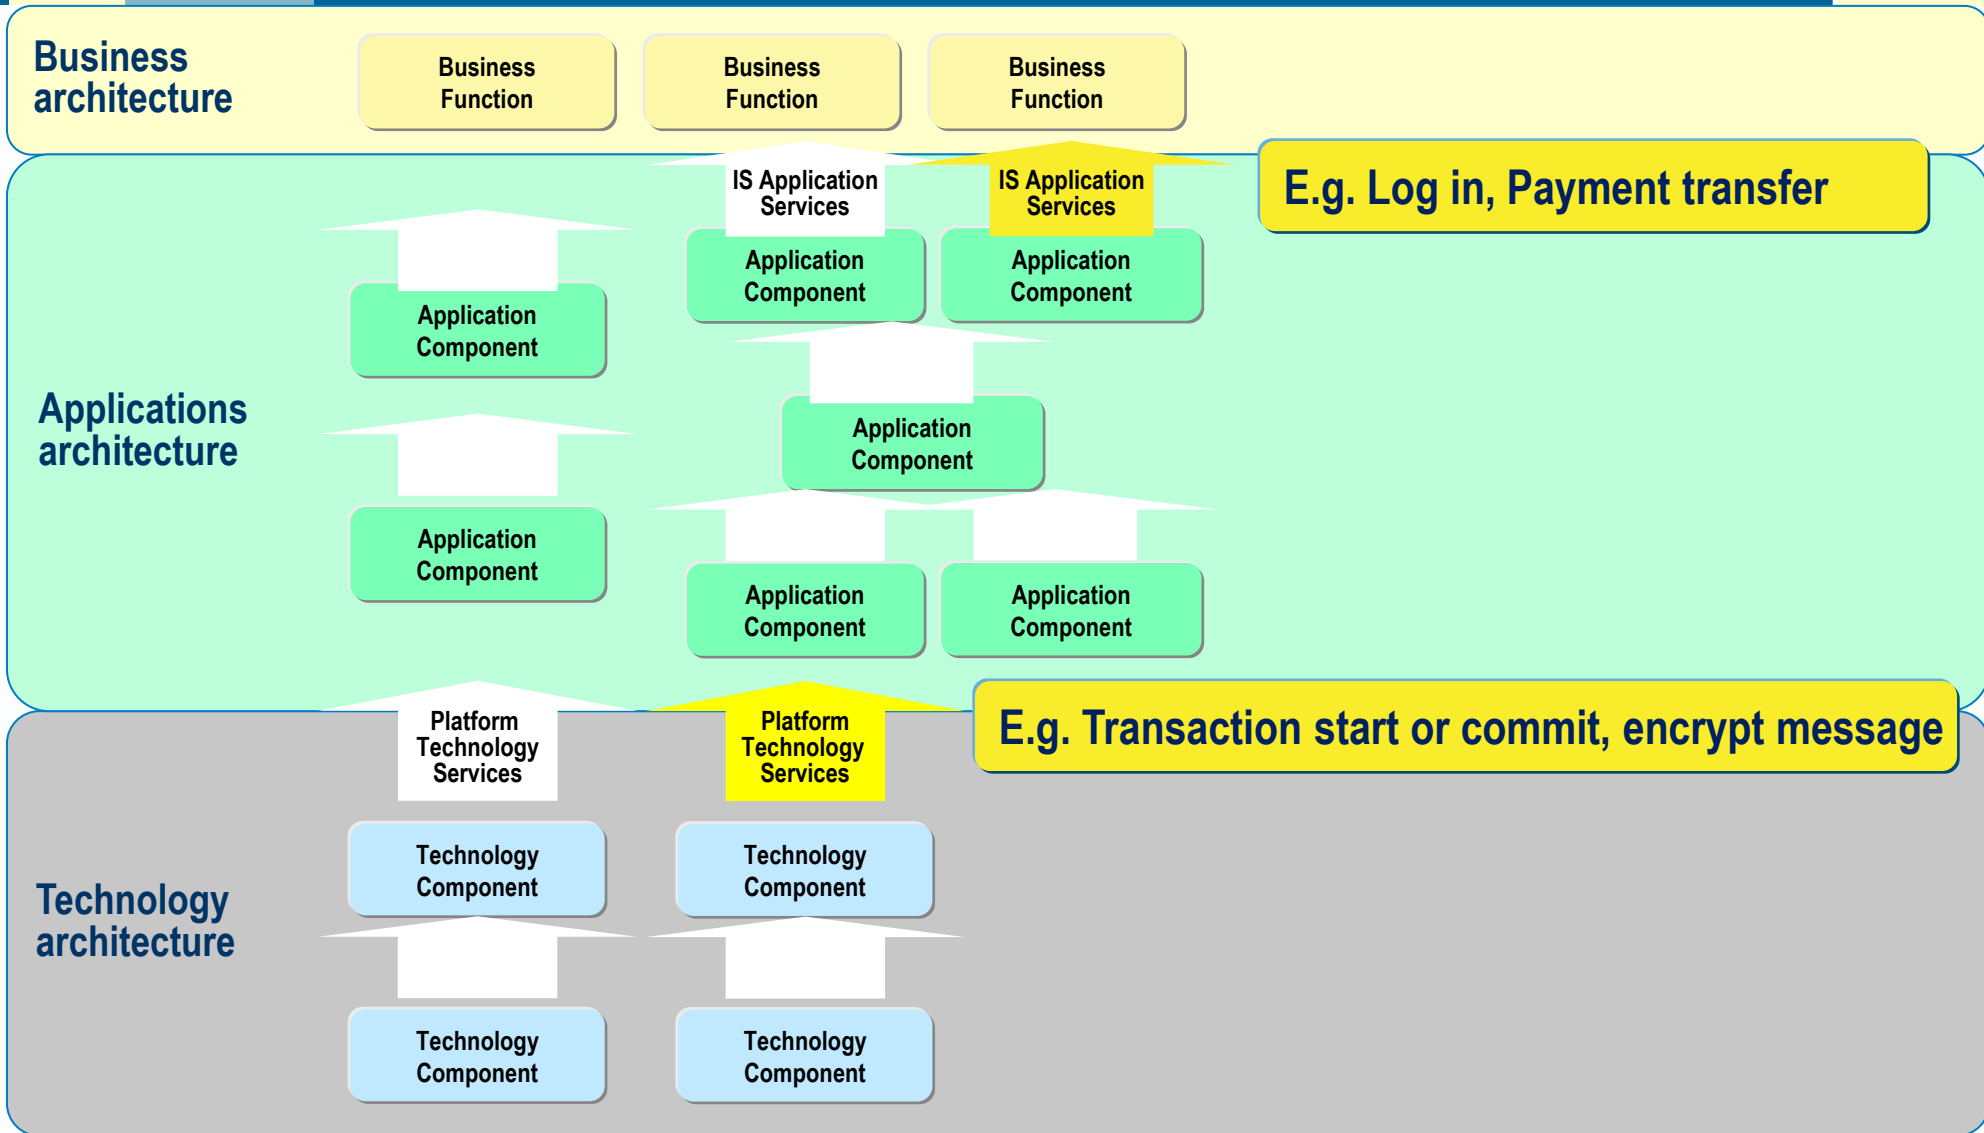 Business
architecture
Business
Function
Business
Function
Business
Function
IS Application
Services
IS Application
Services
E.g. Log in, Payment transfer
Application
Component
Application
Component
Application
Component
Applications
architecture
Application
Component
Application
Component
Application
Component
Application
Component
Platform
Technology
Services
Platform
Technology
Services
E.g. Transaction start or commit, encrypt message
Technology
architecture
Technology
Component
Technology
Component
Technology
Component
Technology
Component